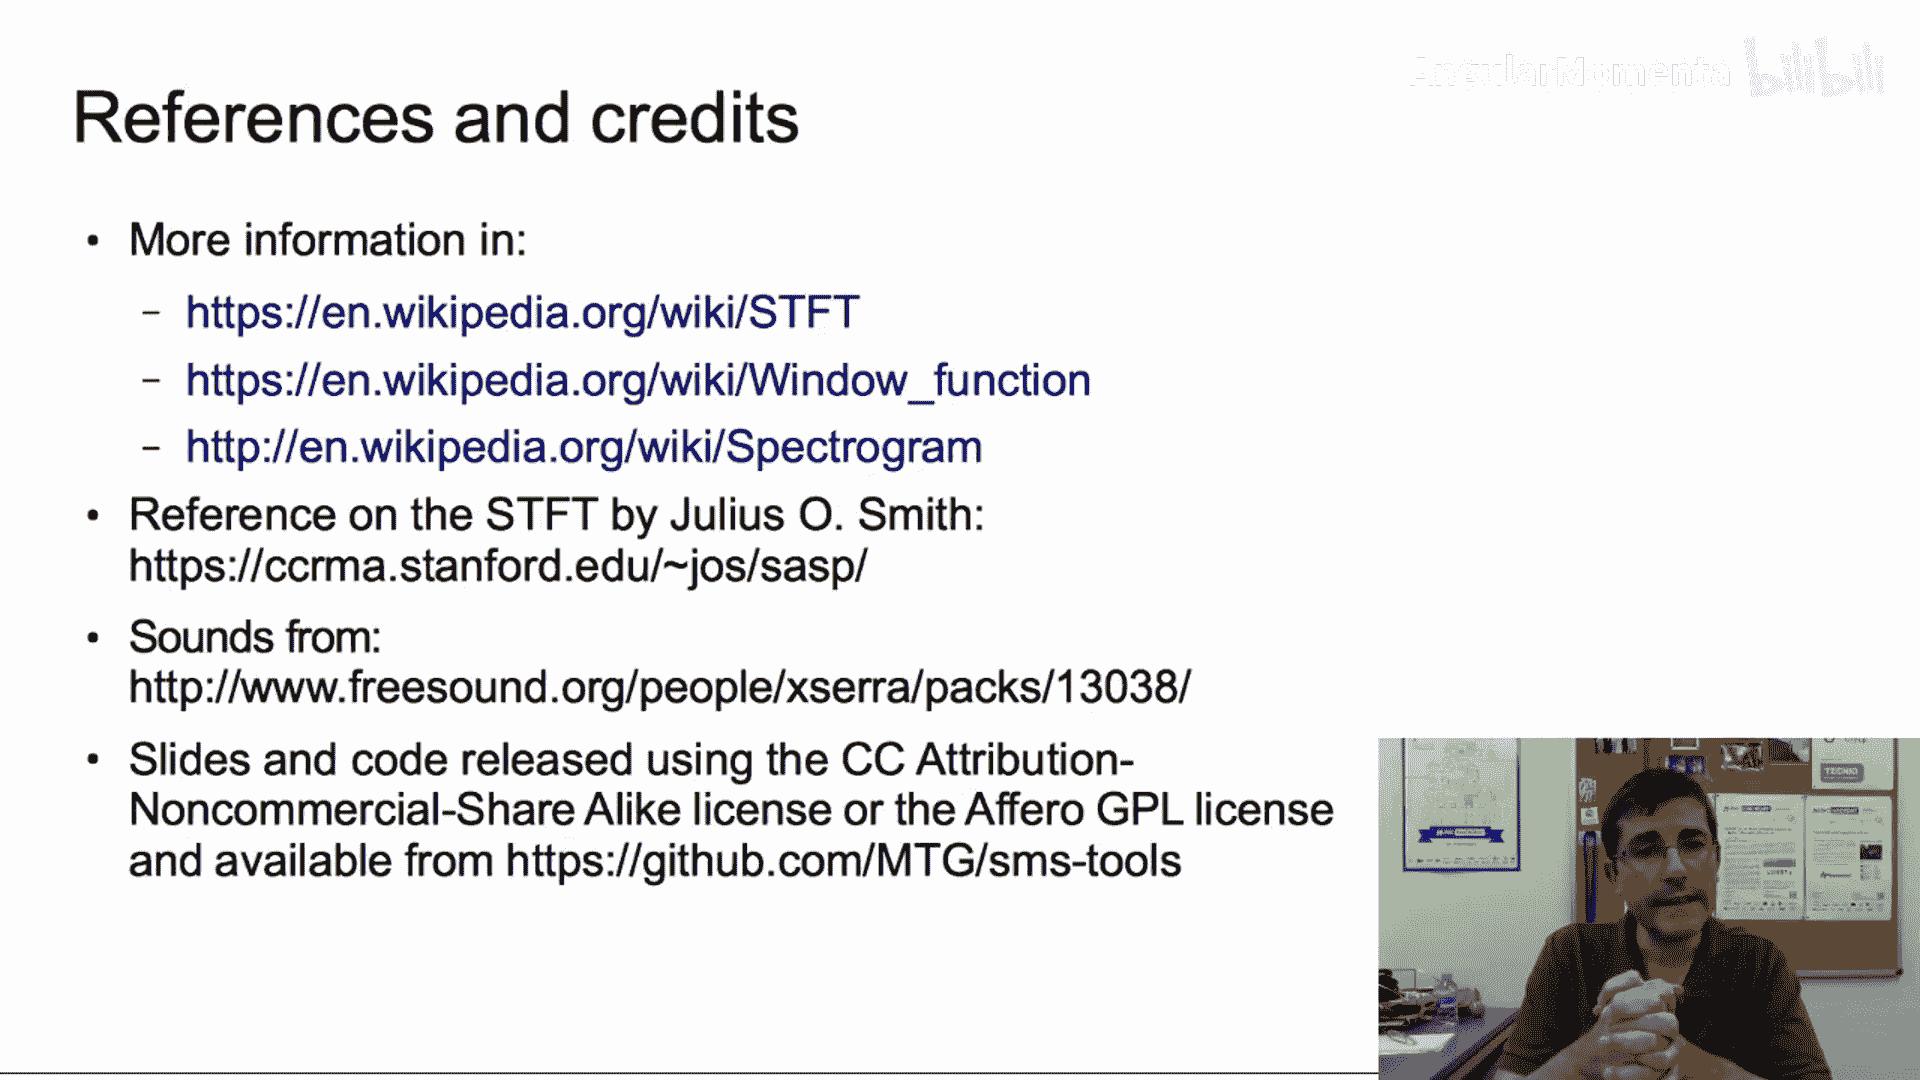 AngularMomenta bilibili
References and credits
• More information in:
– https://en.wikipedia.org/wiki/STFT
– https://en.wikipedia.org/wiki/Window_function
– http://en.wikipedia.org/wiki/Spectrogram
• Reference on the STFT by Julius O. Smith:
https://ccrma.stanford.edu/~jos/sasp/
• Sounds from:
http://www.freesound.org/people/xserra/packs/13038/
• Slides and code released using the CC Attribution-
Noncommercial-Share Alike license or the Affero GPL license
and available from https://github.com/MTG/sms-tools
TECNIO